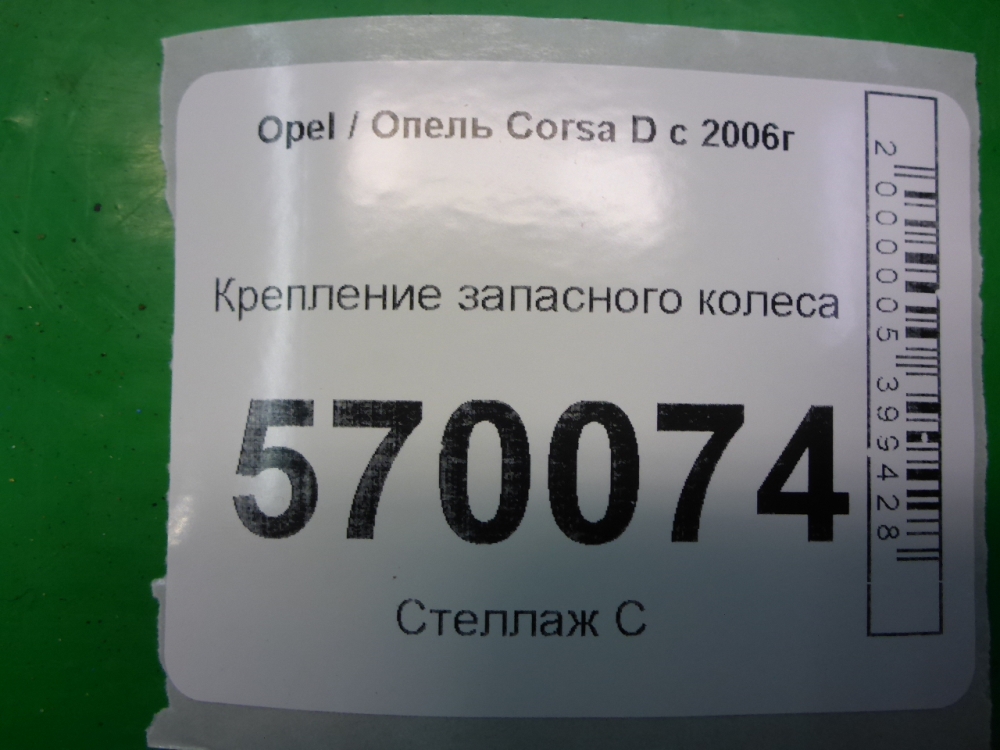 Opel / Опель Corsa D с 2006г
Крепление запасного колеса
570074
Стеллаж С
2000005399428